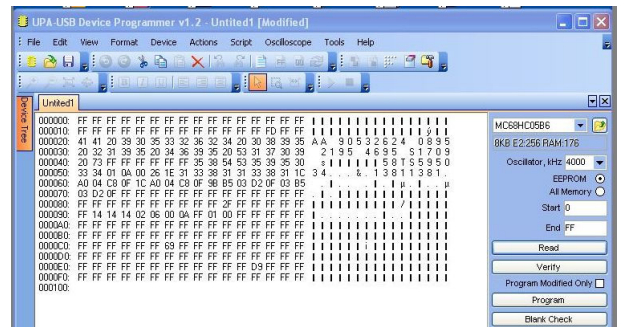 UPA-USB Device Programmer v1.2 - Untited1 [Modified]
File Edit View Format Device Actions Script Oscilloscope Tools Help
Device Tree
Untited1
000000: FF FF FF FF FF FF FF FF FF FF FF FF FF FF FF FF
000010: FF FF FF FF FF FF FF FF FF FF FF FF FD FF FF FF ý
000020: 41 41 20 39 30 35 33 32 36 32 34 20 30 38 39 35 AA 90532624 0895
000030: 20 32 31 39 35 20 34 36 39 35 20 53 31 37 30 39 2195 4695 S1709
000040: 20 73 FF FF FF FF FF 35 38 54 53 35 39 35 30 s 58TS5950
000050: 33 34 01 0A 00 26 1E 31 33 38 31 31 33 38 31 1C 34...&.13811381.
000060: A0 04 C8 0F 1C A0 04 C8 0F 9B 85 03 D2 0F 03 B5
000070: 03 D2 0F FF FF FF FF FF FF FF FF FF FF FF FF FF
000080: FF FF FF FF FF FF FF FF FF 2F FF FF FF FF FF FF /
000090: FF 14 14 14 02 06 00 0A FF 01 00 FF FF FF FF FF
0000A0: FF FF FF FF FF FF FF FF FF FF FF FF FF FF FF FF
0000B0: FF FF FF FF FF FF FF FF FF FF FF FF FF FF FF FF
0000C0: FF FF FF FF FF 69 FF FF FF FF FF FF FF FF FF FF i
0000D0: FF FF FF FF FF FF FF FF FF FF FF FF FF FF FF FF
0000E0: FF FF FF FF FF FF FF FF FF FF FF D9 FF FF FF FF
0000F0: FF FF FF FF FF FF FF FF FF FF FF FF FF FF FF FF
000100:
MC68HC05B6
8KB E2:256 RAM:176
Oscillator, kHz 4000
EEPROM
All Memory
Start 0
End FF
Read
Verify
Program Modified Only
Program
Blank Check